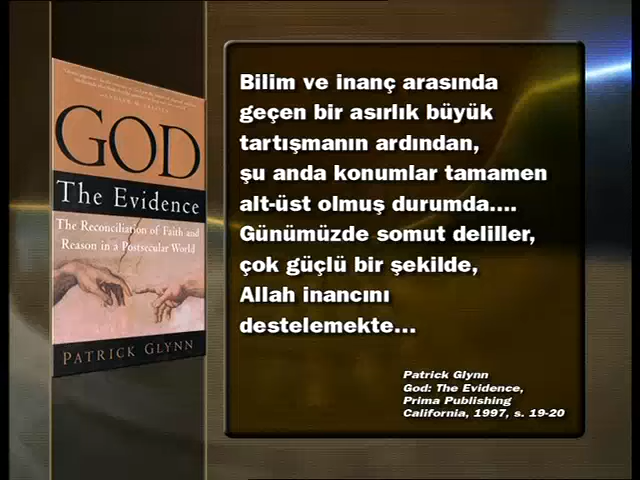 GOD
The Evidence
The Reconciliation of Faith and
Reason in a Postsecular World
PATRICK GLYNN
Bilim ve inanç arasında
geçen bir asırlık büyük
tartışmanın ardından,
şu anda konumlar tamamen
alt-üst olmuş durumda....
Günümüzde somut deliller,
çok güçlü bir şekilde,
Allah inancını
destelemekte...
Patrick Glynn
God: The Evidence,
Prima Publishing
California, 1997, s. 19-20